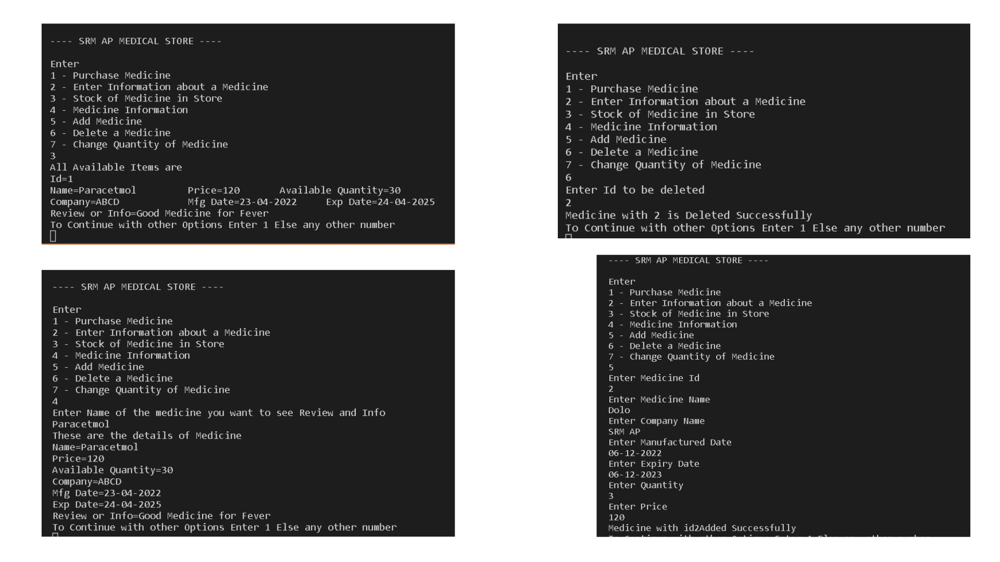 ---- SRM AP MEDICAL STORE ----
Enter
1 - Purchase Medicine
2 - Enter Information about a Medicine
3 - Stock of Medicine in Store
4 - Medicine Information
5 - Add Medicine
6 - Delete a Medicine
7 - Change Quantity of Medicine
3
All Available Items are
Id=1
Name=Paracetmol Price=120 Available Quantity=30
Company=ABCD Mfg Date=23-04-2022 Exp Date=24-04-2025
Review or Info=Good Medicine for Fever
To Continue with other Options Enter 1 Else any other number
---- SRM AP MEDICAL STORE ----
Enter
1 - Purchase Medicine
2 - Enter Information about a Medicine
3 - Stock of Medicine in Store
4 - Medicine Information
5 - Add Medicine
6 - Delete a Medicine
7 - Change Quantity of Medicine
6
Enter Id to be deleted
2
Medicine with 2 is Deleted Successfully
To Continue with other Options Enter 1 Else any other number
---- SRM AP MEDICAL STORE ----
Enter
1 - Purchase Medicine
2 - Enter Information about a Medicine
3 - Stock of Medicine in Store
4 - Medicine Information
5 - Add Medicine
6 - Delete a Medicine
7 - Change Quantity of Medicine
4
Enter Name of the medicine you want to see Review and Info
Paracetmol
These are the details of Medicine
Name=Paracetmol
Price=120
Available Quantity=30
Company=ABCD
Mfg Date=23-04-2022
Exp Date=24-04-2025
Review or Info=Good Medicine for Fever
To Continue with other Options Enter 1 Else any other number
---- SRM AP MEDICAL STORE ----
Enter
1 - Purchase Medicine
2 - Enter Information about a Medicine
3 - Stock of Medicine in Store
4 - Medicine Information
5 - Add Medicine
6 - Delete a Medicine
7 - Change Quantity of Medicine
5
Enter Medicine Id
2
Enter Medicine Name
Dolo
Enter Company Name
SRM AP
Enter Manufactured Date
06-12-2022
Enter Expiry Date
06-12-2023
Enter Quantity
3
Enter Price
120
Medicine with id2Added Successfully